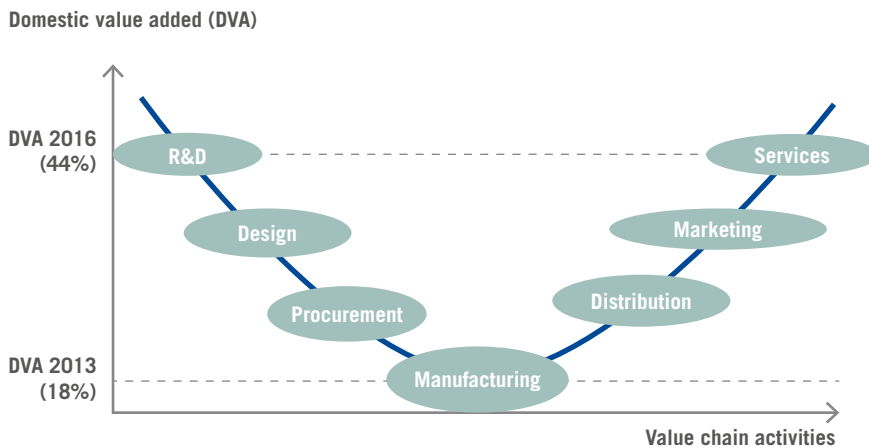 Domestic value added (DVA)
DVA 2016
(44%)
R&D
Services
Design
Marketing
Procurement
Distribution
DVA 2013
(18%)
Manufacturing
Value chain activities